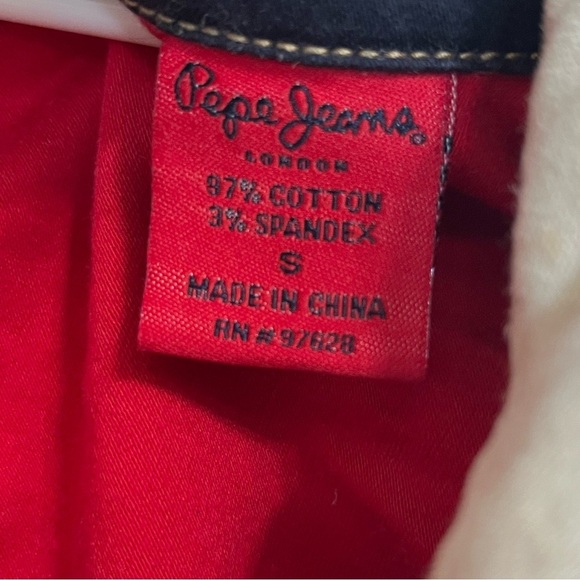 Pepe Jeans
LONDON
97% COTTON
3% SPANDEX
S
MADE IN CHINA
RN # 97628